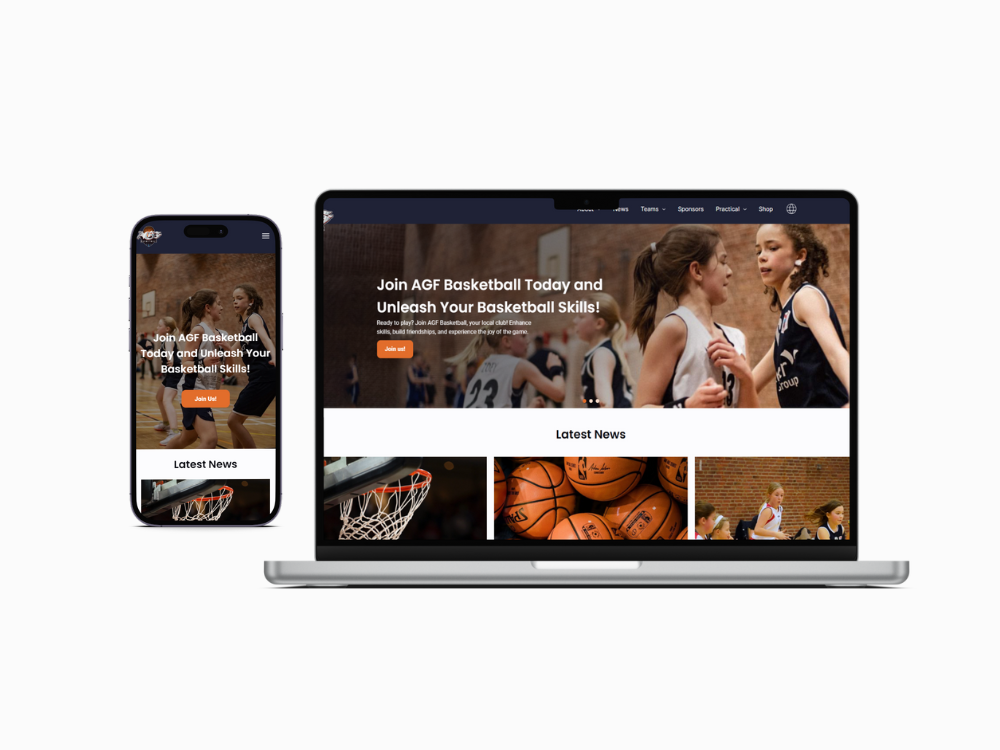 Join AGF Basketball
Today and Unleash Your
Basketball Skills!
Join Us!
Latest News
News
Teams
Sponsors
Practical
Shop
Join AGF Basketball Today and
Unleash Your Basketball Skills!
Ready to play? Join AGF Basketball, your local club! Enhance
skills, build friendships, and experience the joy of the game.
Join us!
23
Group
Latest News